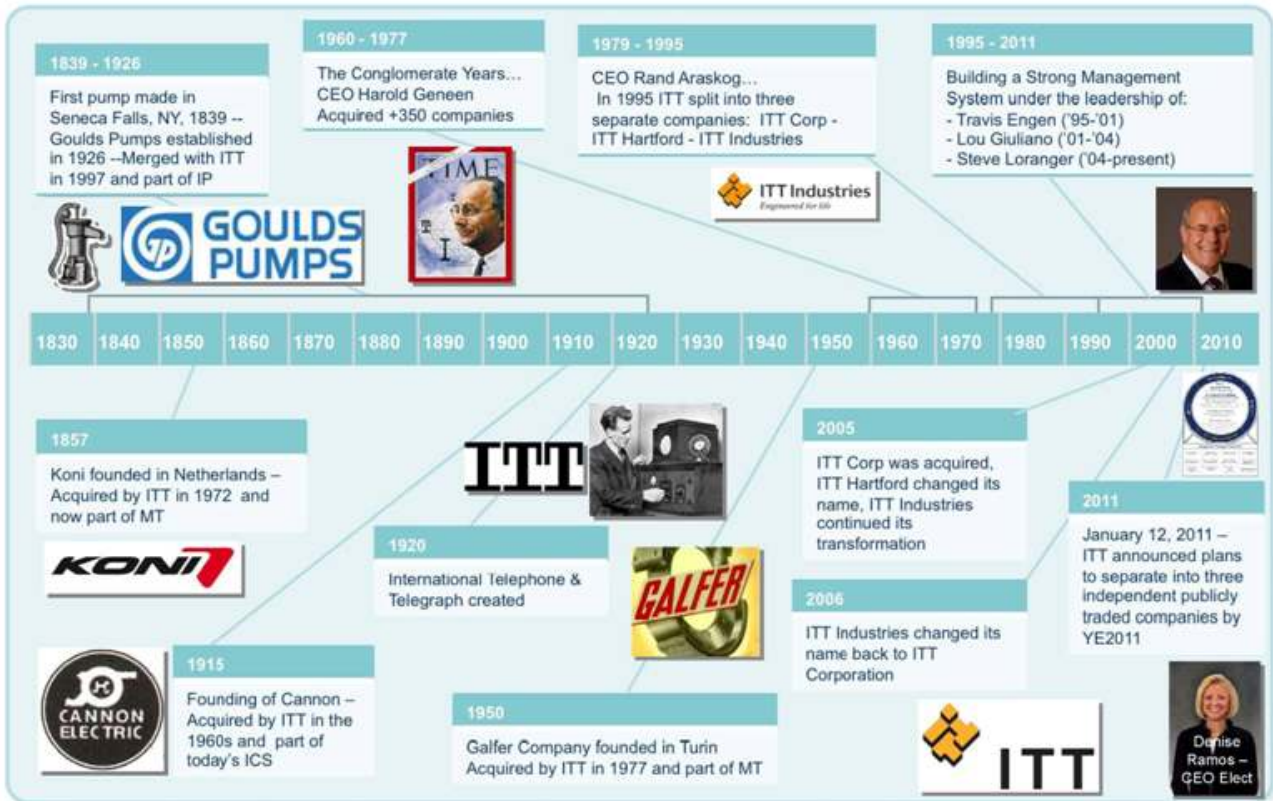 1839 - 1926
First pump made in
Seneca Falls, NY, 1839 --
Goulds Pumps established
in 1926 --Merged with ITT
in 1997 and part of IP
GP
GOULDS
PUMPS
1960 - 1977
The Conglomerate Years…
CEO Harold Geneen
Acquired +350 companies
TIME
1979 - 1995
CEO Rand Araskog…
In 1995 ITT split into three
separate companies: ITT Corp -
ITT Hartford - ITT Industries
ITT Industries
Engineered for life
1995 - 2011
Building a Strong Management
System under the leadership of:
- Travis Engen ('95-'01)
- Lou Giuliano ('01-'04)
- Steve Loranger ('04-present)
1830 1840 1850 1860 1870 1880 1890 1900 1910 1920 1930 1940 1950 1960 1970 1980 1990 2000 2010
1857
Koni founded in Netherlands –
Acquired by ITT in 1972 and
now part of MT
KONI
CANNON
ELECTRIC
1915
Founding of Cannon –
Acquired by ITT in the
1960s and part of
today's ICS
ITT
1920
International Telephone &
Telegraph created
GALFER
1950
Galfer Company founded in Turin
Acquired by ITT in 1977 and part of MT
2005
ITT Corp was acquired,
ITT Hartford changed its
name, ITT Industries
continued its
transformation
2006
ITT Industries changed its
name back to ITT
Corporation
ITT
2011
January 12, 2011 –
ITT announced plans
to separate into three
independent publicly
traded companies by
YE2011
Denise
Ramos –
CEO Elect